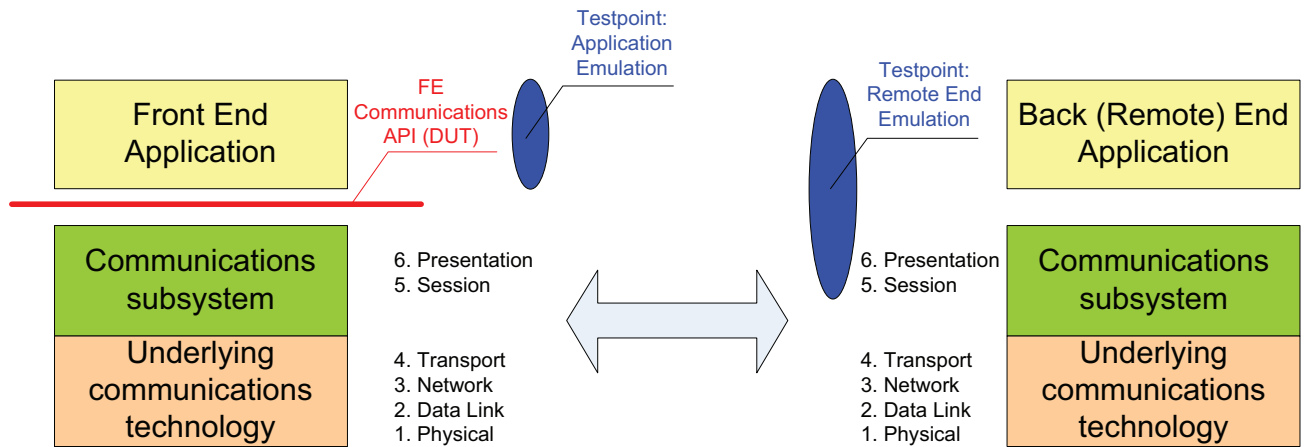 Testpoint:
Application
Emulation
FE
Communications
API (DUT)
Testpoint:
Remote End
Emulation
Front End
Application
Back (Remote) End
Application
Communications
subsystem
6. Presentation
5. Session
6. Presentation
5. Session
Communications
subsystem
Underlying
communications
technology
4. Transport
3. Network
2. Data Link
1. Physical
4. Transport
3. Network
2. Data Link
1. Physical
Underlying
communications
technology